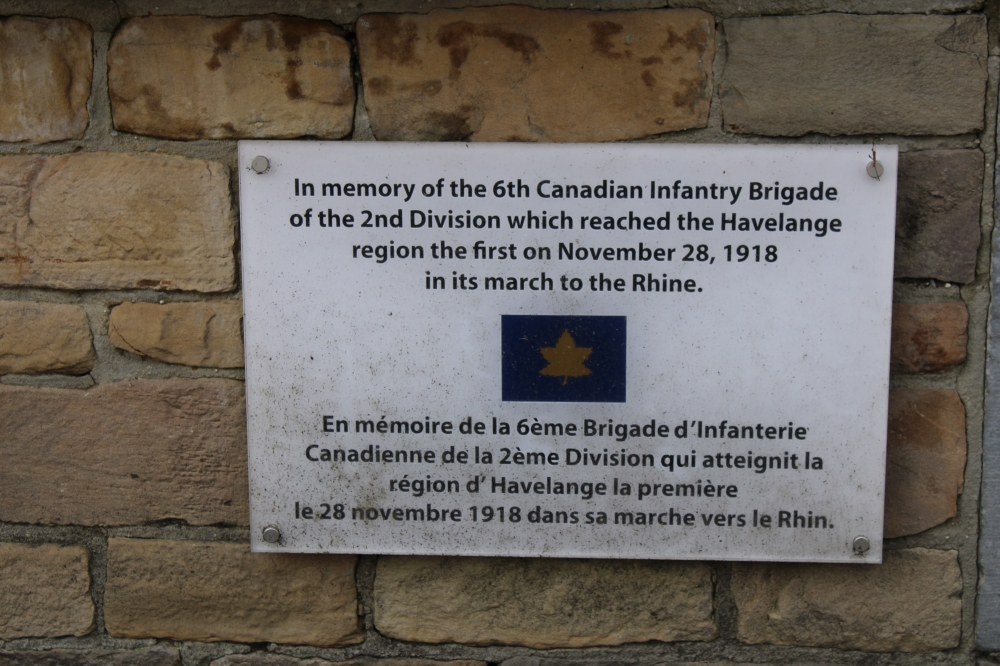 In memory of the 6th Canadian Infantry Brigade
of the 2nd Division which reached the Havelange
region the first on November 28, 1918
in its march to the Rhine.
En mémoire de la 6ème Brigade d'Infanterie
Canadienne de la 2ème Division qui atteignit la
région d' Havelange la première
le 28 novembre 1918 dans sa marche vers le Rhin.